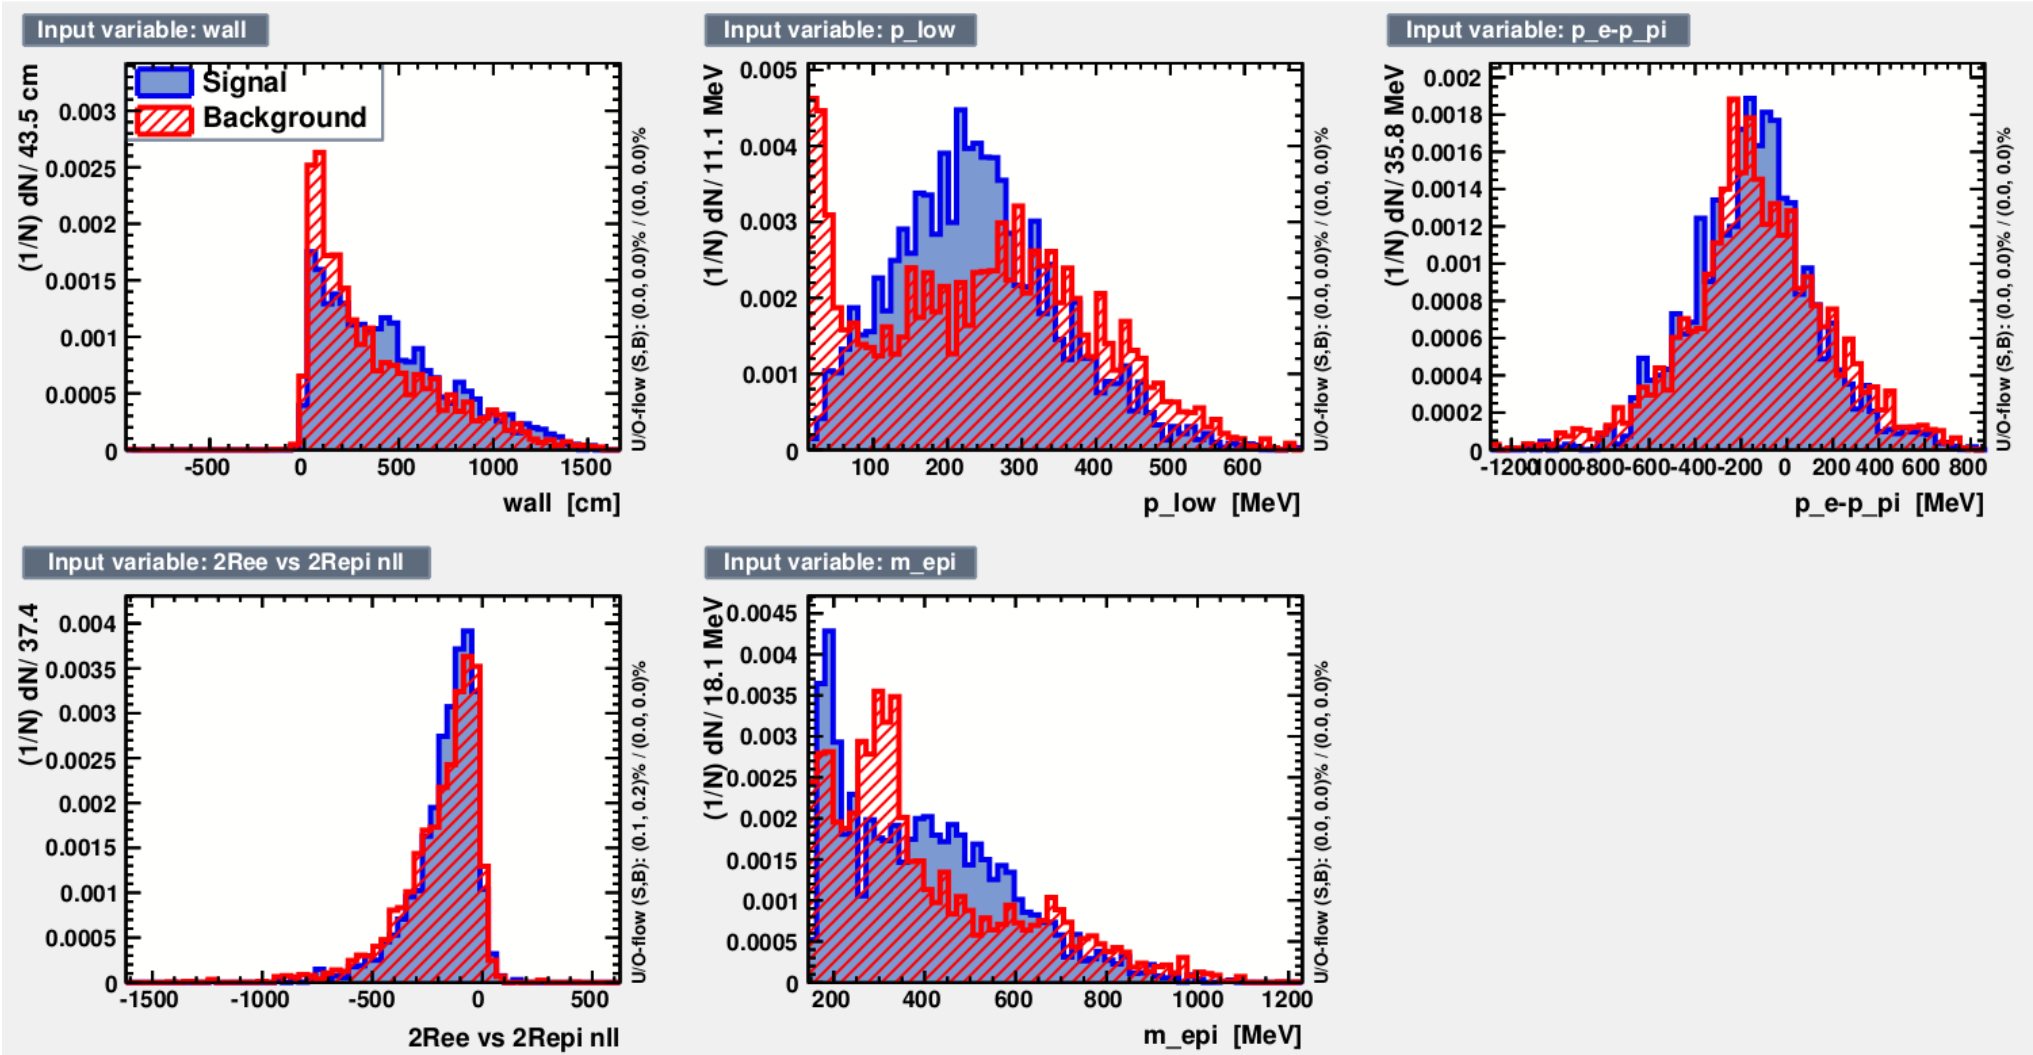 Input variable: wall
(1/N) dN/ 43.5 cm
0.003
0.0025
0.002
0.0015
0.001
0.0005
0
Signal
Background
-500 0 500 1000 1500
wall [cm]
U/O-flow (S,B): (0.0, 0.0)% / (0.0, 0.0)%
Input variable: p_low
(1/N) dN/ 11.1 MeV
0.005
0.004
0.003
0.002
0.001
0
100 200 300 400 500 600
p_low [MeV]
U/O-flow (S,B): (0.0, 0.0)% / (0.0, 0.0)%
Input variable: p_e-p_pi
(1/N) dN/ 35.8 MeV
0.002
0.0018
0.0016
0.0014
0.0012
0.001
0.0008
0.0006
0.0004
0.0002
0
-1200 -1000 -800 -600 -400 -200 0 200 400 600 800
p_e-p_pi [MeV]
U/O-flow (S,B): (0.0, 0.0)% / (0.0, 0.0)%
Input variable: 2Ree vs 2Repi nll
(1/N) dN/ 37.4
0.004
0.0035
0.003
0.0025
0.002
0.0015
0.001
0.0005
0
-1500 -1000 -500 0 500
2Ree vs 2Repi nll
U/O-flow (S,B): (0.1, 0.2)% / (0.0, 0.0)%
Input variable: m_epi
(1/N) dN/ 18.1 MeV
0.0045
0.004
0.0035
0.003
0.0025
0.002
0.0015
0.001
0.0005
0
200 400 600 800 1000 1200
m_epi [MeV]
U/O-flow (S,B): (0.0, 0.0)% / (0.0, 0.0)%